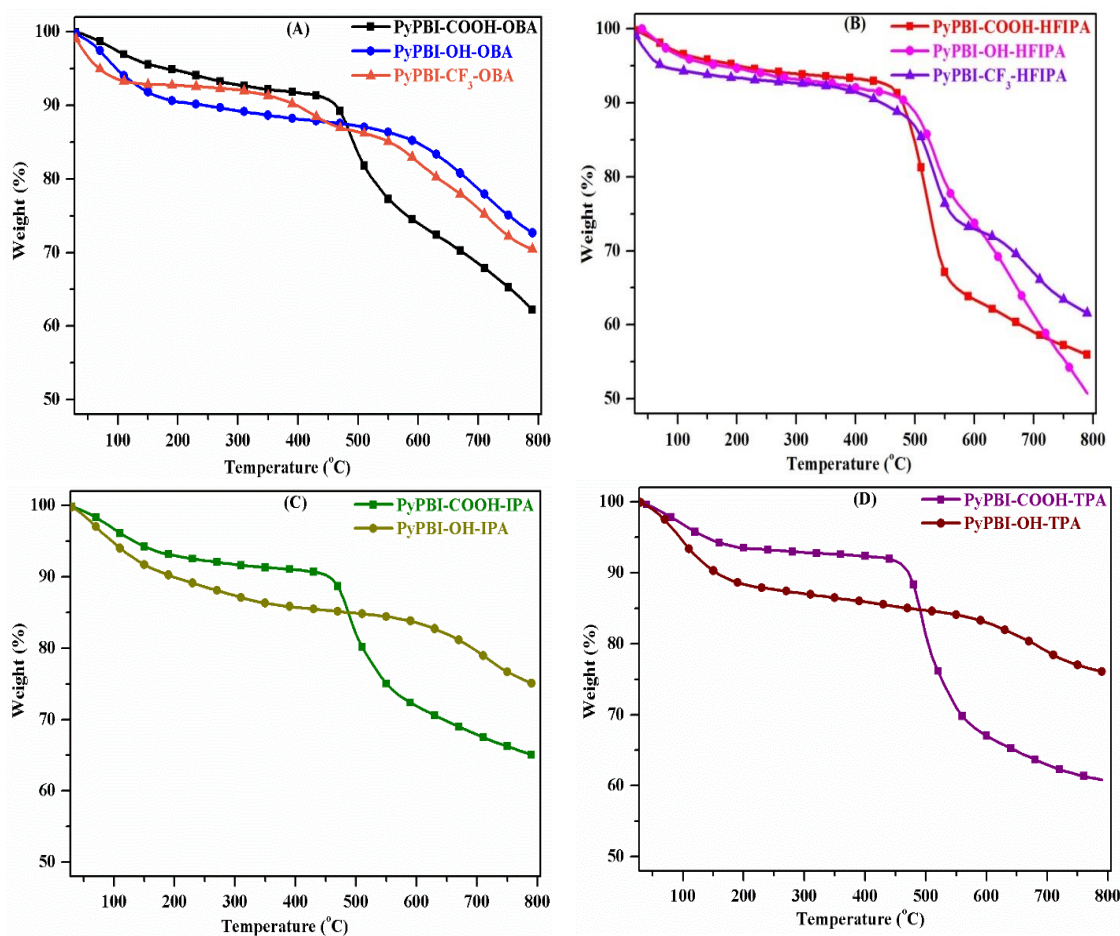 (A)
PyPBI-COOH-OBA
PyPBI-OH-OBA
PyPBI-CF3-OBA
100
90
80
70
60
50
Weight (%)
100 200 300 400 500 600 700 800
Temperature (°C)
(B)
PyPBI-COOH-HFIPA
PyPBI-OH-HFIPA
PyPBI-CF3-HFIPA
100
90
80
70
60
50
Weight (%)
100 200 300 400 500 600 700 800
Temperature (°C)
(C)
PyPBI-COOH-IPA
PyPBI-OH-IPA
100
90
80
70
60
50
Weight (%)
100 200 300 400 500 600 700 800
Temperature (°C)
(D)
PyPBI-COOH-TPA
PyPBI-OH-TPA
100
90
80
70
60
50
Weight (%)
100 200 300 400 500 600 700 800
Temperature (°C)